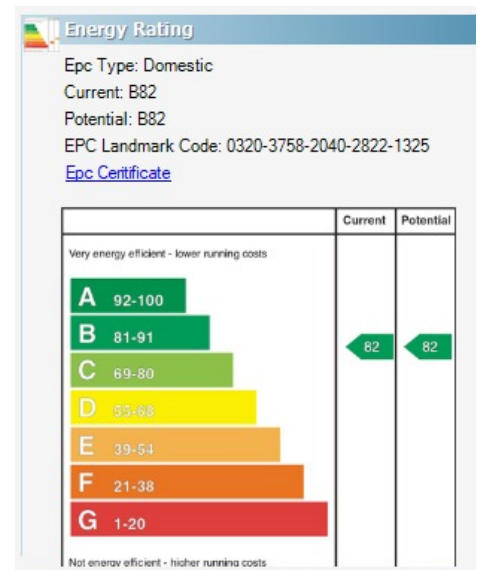 Energy Rating
Epc Type: Domestic
Current: B82
Potential: B82
EPC Landmark Code: 0320-3758-2040-2822-1325
Epc Ceritificate
Current Potential
Very energy efficient - lower running costs
A 92-100
B 81-91
82 82
C 69-80
D 55-68
E 39-54
F 21-38
G 1-20
Not energy efficient - higher running costs